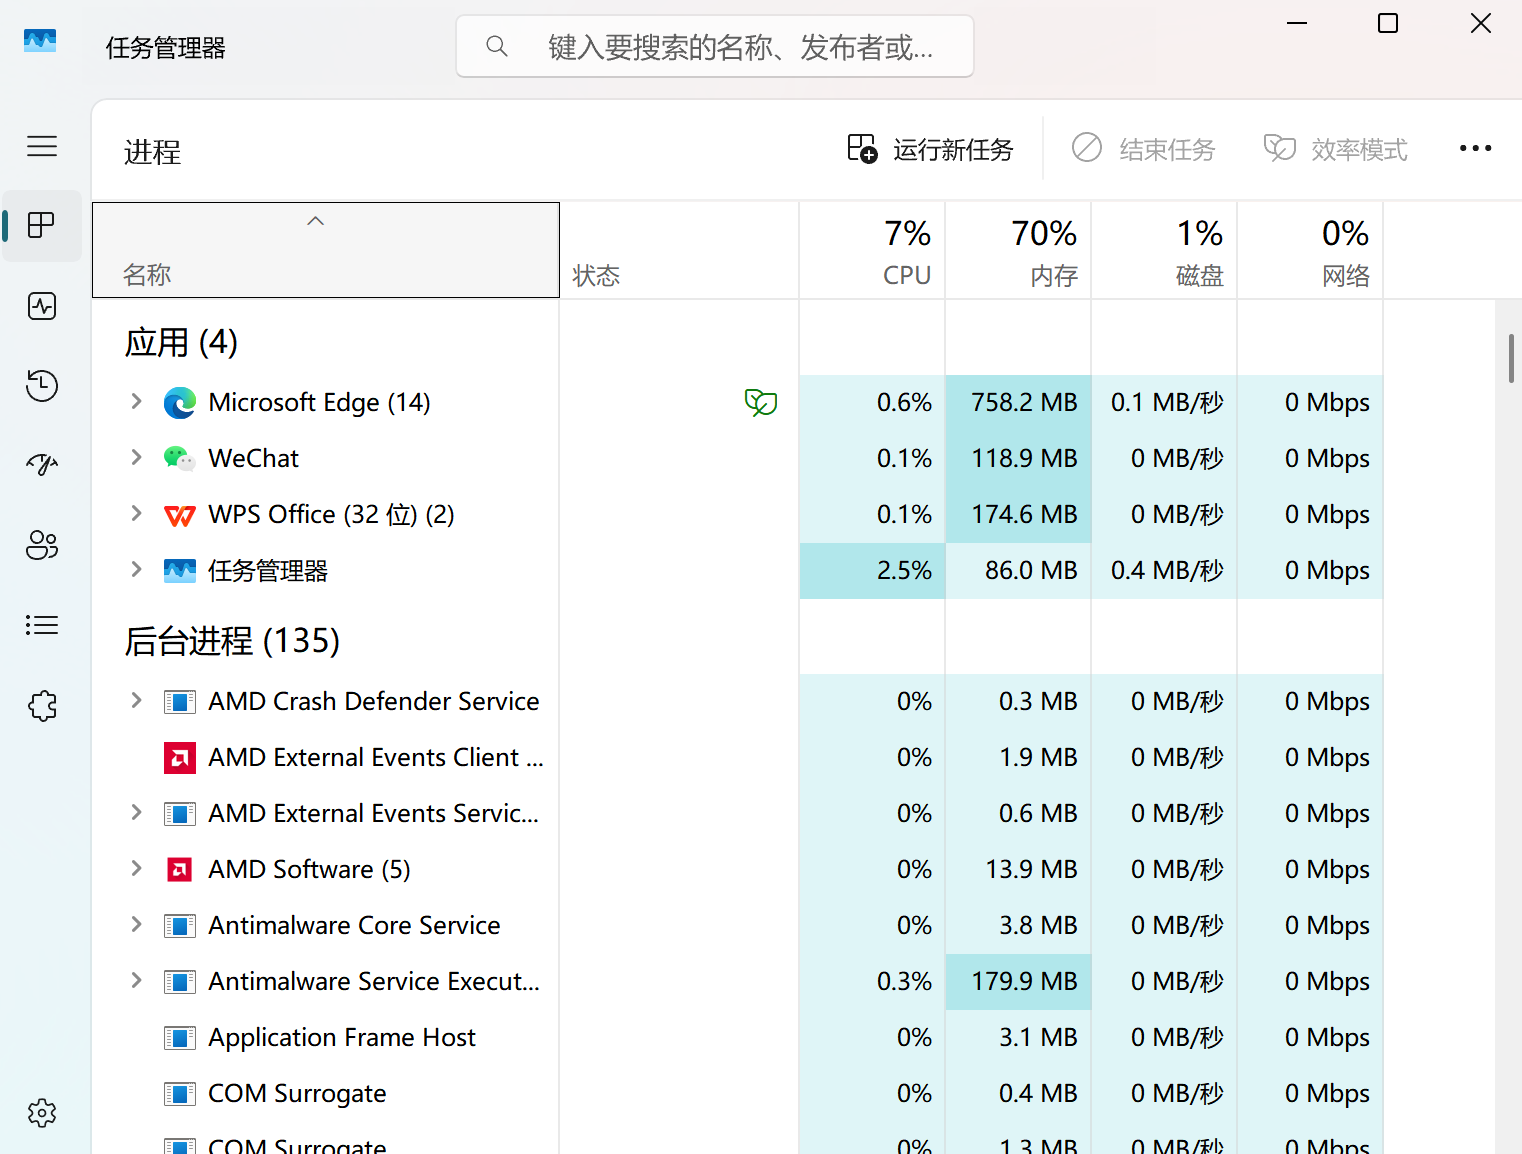 任务管理器
键入要搜索的名称、发布者或...
进程
运行新任务
结束任务
效率模式
名称
状态
7%
CPU
70%
内存
1%
磁盘
0%
网络
应用 (4)
Microsoft Edge (14) 0.6% 758.2 MB 0.1 MB/秒 0 Mbps
WeChat 0.1% 118.9 MB 0 MB/秒 0 Mbps
WPS Office (32 位) (2) 0.1% 174.6 MB 0 MB/秒 0 Mbps
任务管理器 2.5% 86.0 MB 0.4 MB/秒 0 Mbps
后台进程 (135)
AMD Crash Defender Service 0% 0.3 MB 0 MB/秒 0 Mbps
AMD External Events Client ... 0% 1.9 MB 0 MB/秒 0 Mbps
AMD External Events Servic... 0% 0.6 MB 0 MB/秒 0 Mbps
AMD Software (5) 0% 13.9 MB 0 MB/秒 0 Mbps
Antimalware Core Service 0% 3.8 MB 0 MB/秒 0 Mbps
Antimalware Service Execut... 0.3% 179.9 MB 0 MB/秒 0 Mbps
Application Frame Host 0% 3.1 MB 0 MB/秒 0 Mbps
COM Surrogate 0% 0.4 MB 0 MB/秒 0 Mbps
COM Surrogate 0% 1.3 MB 0 MB/秒 0 Mbps